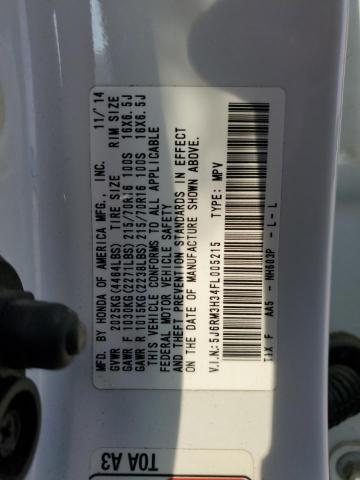 MFD. BY HONDA OF AMERICA MFG., INC. 11/'14
GVWR 2025KG(4464LBS) TIRE SIZE RIM SIZE
GAWR F 1030KG(2271LBS) 215/70R16 100S 16X6.5J
GAWR R 1015KG(2238LBS) 215/70R16 100S 16X6.5J
THIS VEHICLE CONFORMS TO ALL APPLICABLE
FEDERAL MOTOR VEHICLE SAFETY, BUMPER,
AND THEFT PREVENTION STANDARDS IN EFFECT
ON THE DATE OF MANUFACTURE SHOWN ABOVE.
V.I.N.: 5J6RM3H34FL005215 TYPE: MPV
F AA5 - NH603P - L - L
T0A A3